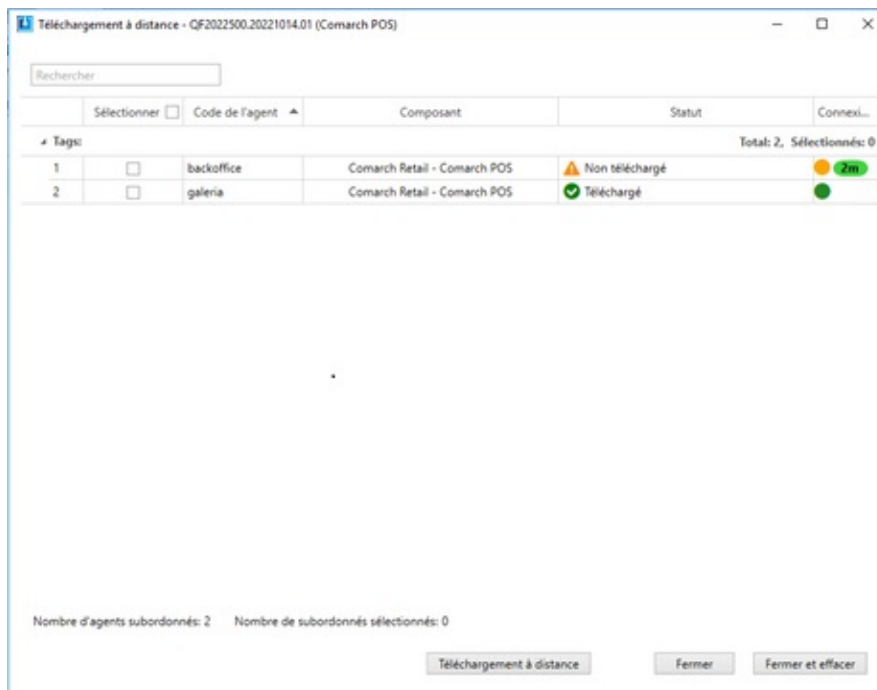 Téléchargement à distance - QF2022500.20221014.01 (Comarch POS)
Rechercher
Sélectionner Code de l'agent Composant Statut Connexi...
Tags: Total: 2, Sélectionnés: 0
1 backoffice Comarch Retail - Comarch POS Non téléchargé 2m
2 galeria Comarch Retail - Comarch POS Téléchargé
Nombre d'agents subordonnés: 2 Nombre de subordonnés sélectionnés: 0
Téléchargement à distance Fermer Fermer et effacer